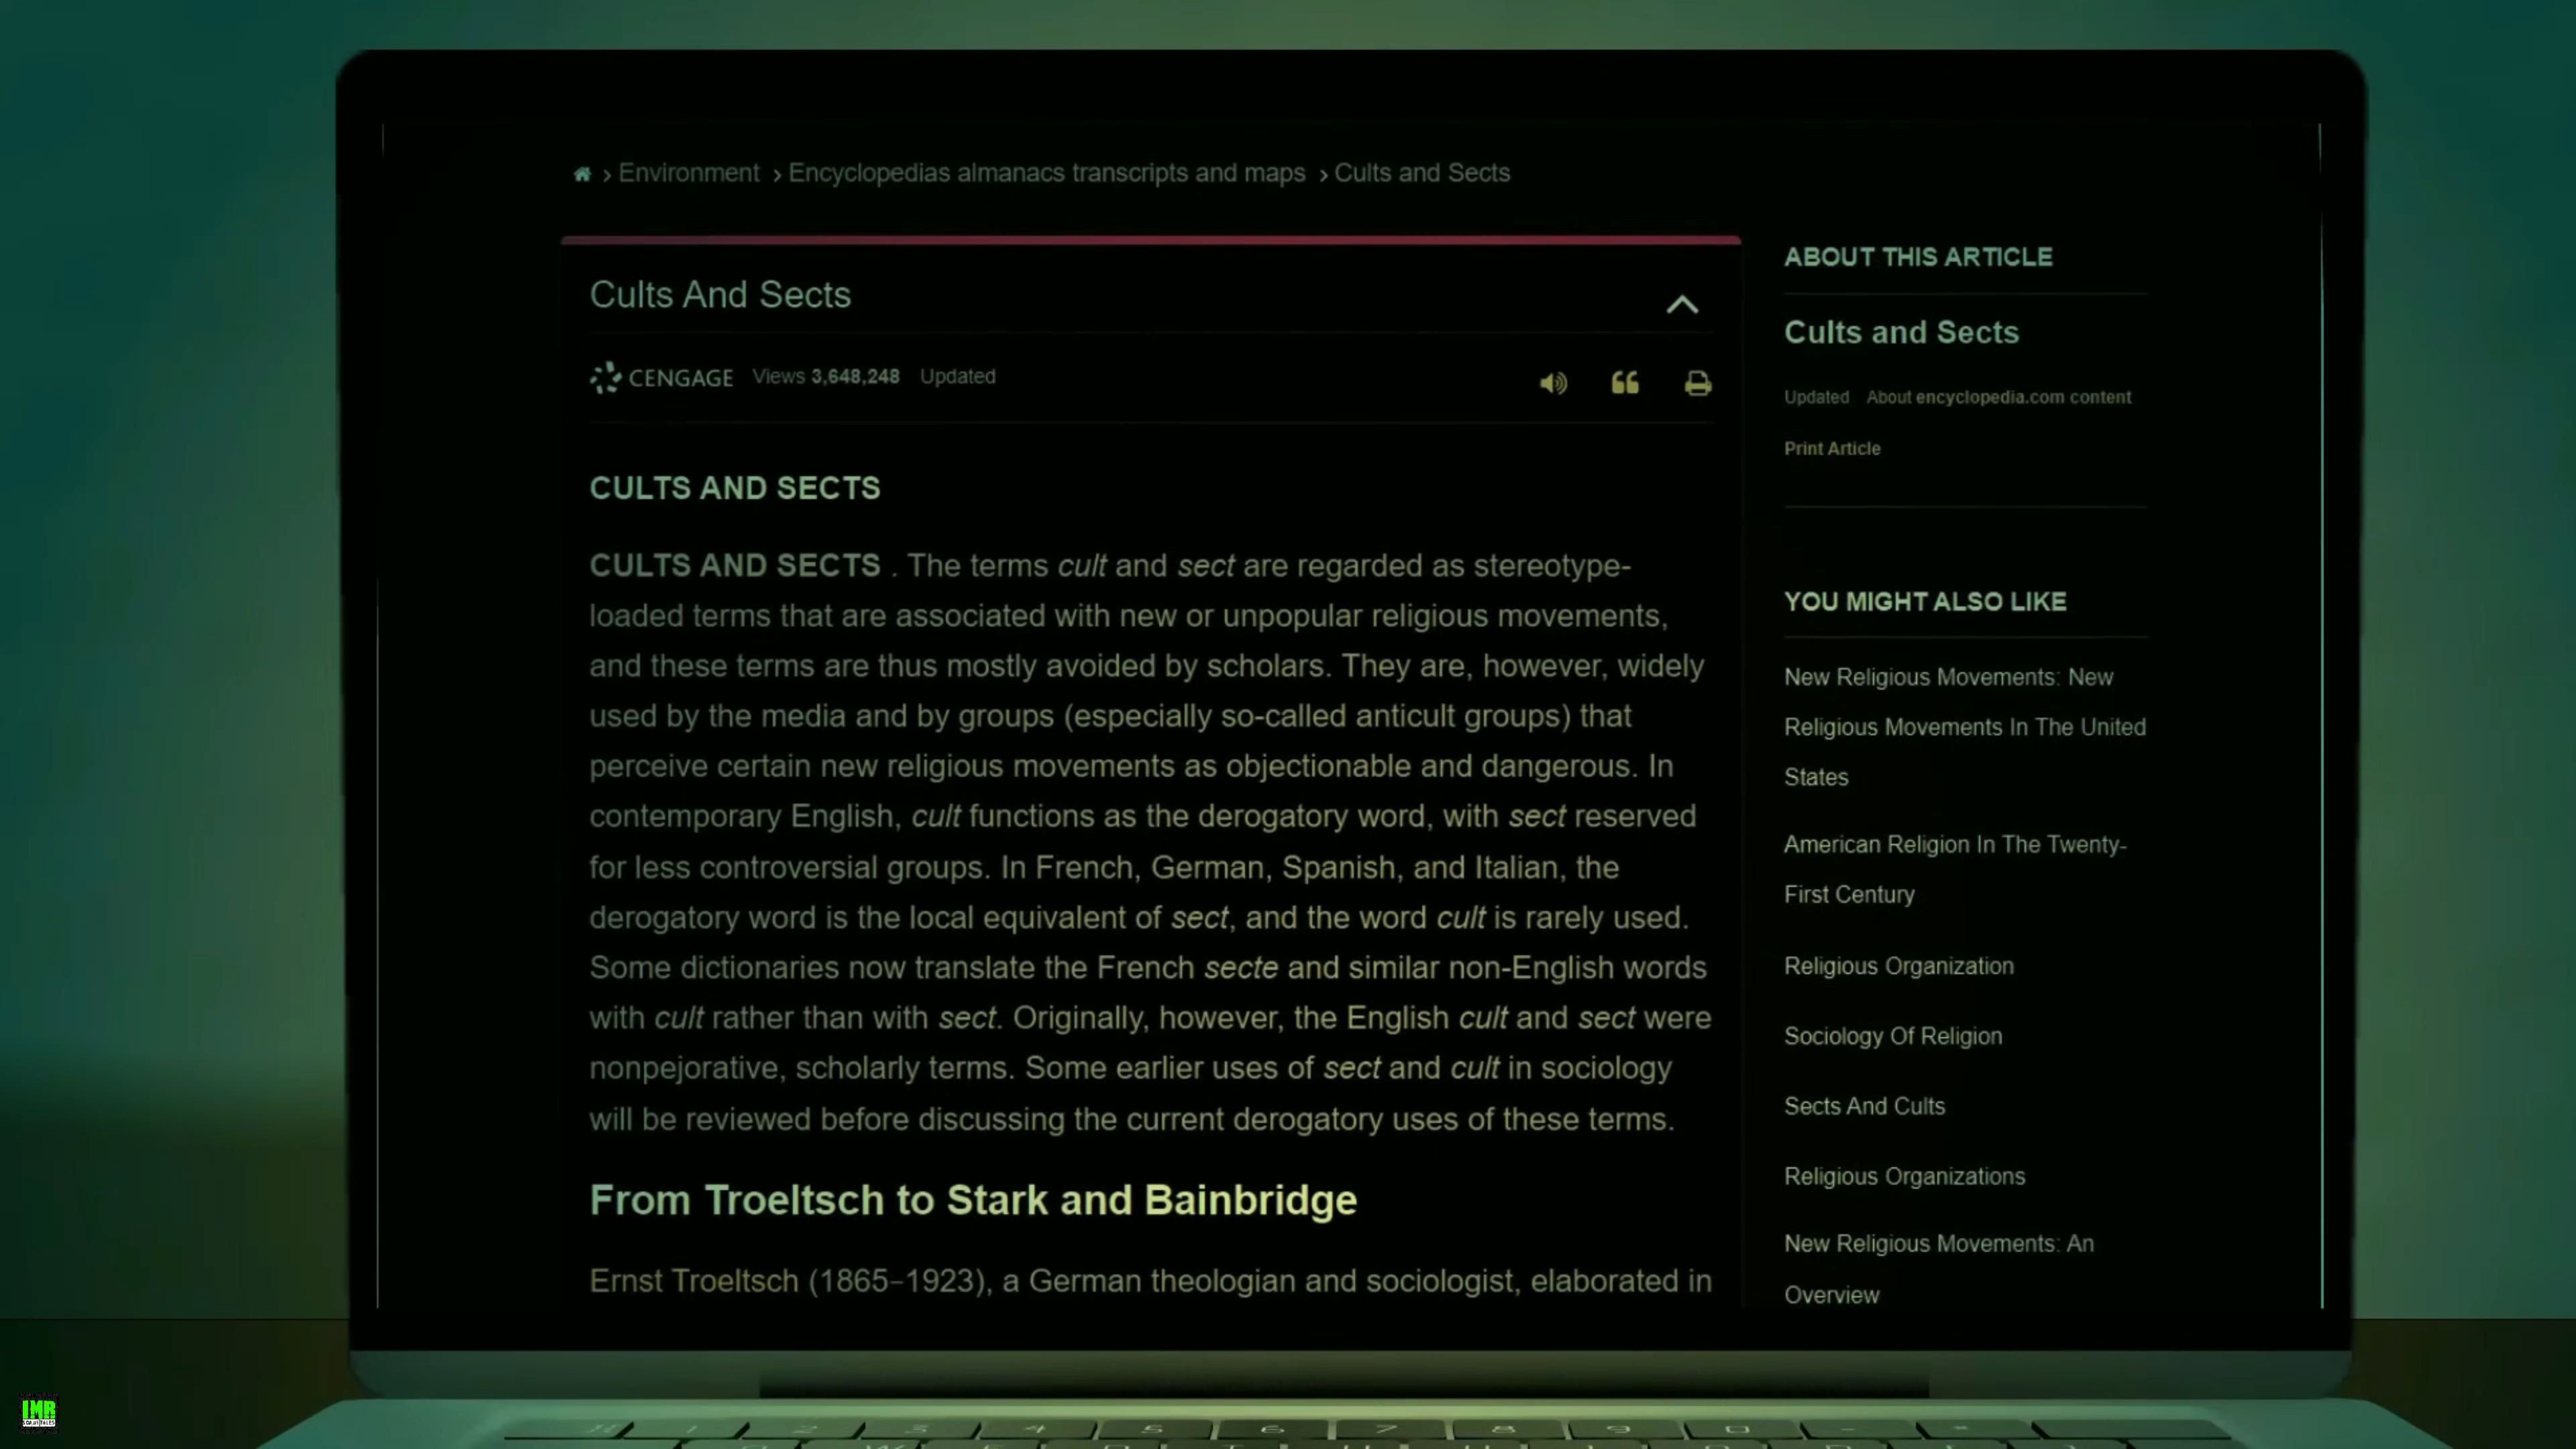 Environment > Encyclopedias almanacs transcripts and maps > Cults and Sects
Cults And Sects
CENGAGE Views 3,648,248 Updated
CULTS AND SECTS
CULTS AND SECTS . The terms cult and sect are regarded as stereotype-
loaded terms that are associated with new or unpopular religious movements,
and these terms are thus mostly avoided by scholars. They are, however, widely
used by the media and by groups (especially so-called anticult groups) that
perceive certain new religious movements as objectionable and dangerous. In
contemporary English, cult functions as the derogatory word, with sect reserved
for less controversial groups. In French, German, Spanish, and Italian, the
derogatory word is the local equivalent of sect, and the word cult is rarely used.
Some dictionaries now translate the French secte and similar non-English words
with cult rather than with sect. Originally, however, the English cult and sect were
nonpejorative, scholarly terms. Some earlier uses of sect and cult in sociology
will be reviewed before discussing the current derogatory uses of these terms.
From Troeltsch to Stark and Bainbridge
Ernst Troeltsch (1865–1923), a German theologian and sociologist, elaborated in
ABOUT THIS ARTICLE
Cults and Sects
Updated About encyclopedia.com content
Print Article
YOU MIGHT ALSO LIKE
New Religious Movements: New
Religious Movements In The United
States
American Religion In The Twenty-
First Century
Religious Organization
Sociology Of Religion
Sects And Cults
Religious Organizations
New Religious Movements: An
Overview
1 2 3 4 5 6 7 8 9 0
IMR